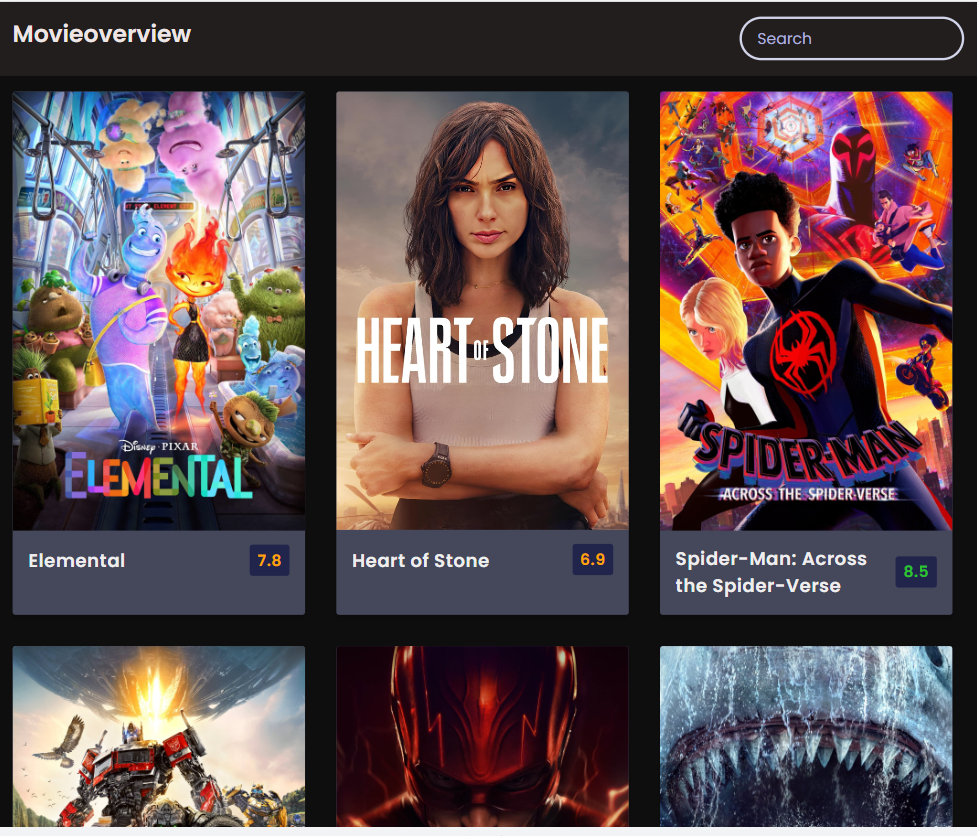 Movieoverview
Search
DISNEY · PIXAR
ELEMENTAL
HEART OF STONE
SPIDER-MAN
ACROSS THE SPIDER-VERSE
Elemental
7.8
Heart of Stone
6.9
Spider-Man: Across
the Spider-Verse
8.5